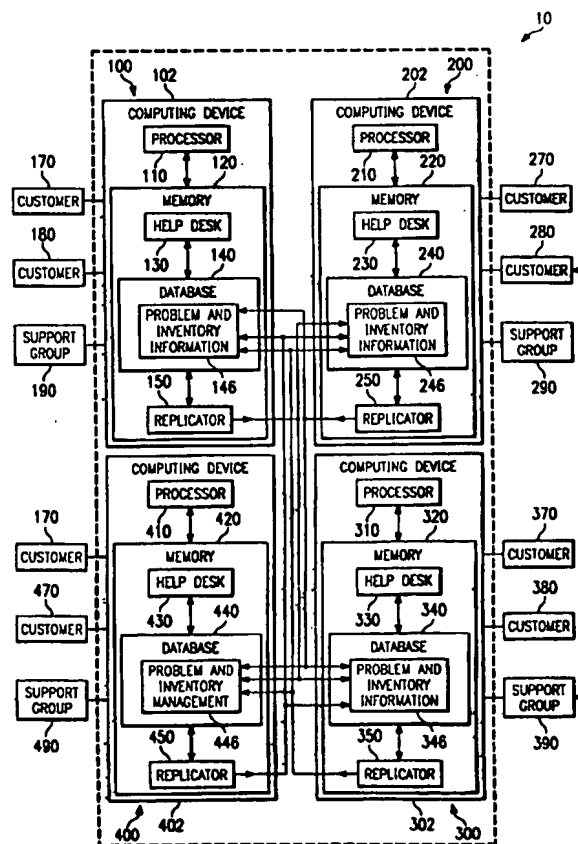 10
100
102
202
200
COMPUTING DEVICE
COMPUTING DEVICE
PROCESSOR
PROCESSOR
170
110
120
210
220
270
CUSTOMER
MEMORY
MEMORY
CUSTOMER
180
HELP DESK
HELP DESK
280
130
140
230
240
CUSTOMER
DATABASE
DATABASE
CUSTOMER
PROBLEM AND
INVENTORY
INFORMATION
PROBLEM AND
INVENTORY
INFORMATION
SUPPORT
GROUP
SUPPORT
GROUP
190
150
146
250
246
290
REPLICATOR
REPLICATOR
COMPUTING DEVICE
COMPUTING DEVICE
PROCESSOR
PROCESSOR
170
410
420
310
320
370
CUSTOMER
MEMORY
MEMORY
CUSTOMER
470
HELP DESK
HELP DESK
380
430
440
330
340
CUSTOMER
DATABASE
DATABASE
CUSTOMER
PROBLEM AND
INVENTORY
MANAGEMENT
PROBLEM AND
INVENTORY
INFORMATION
SUPPORT
GROUP
SUPPORT
GROUP
490
450
446
350
346
390
REPLICATOR
REPLICATOR
400
402
302
300